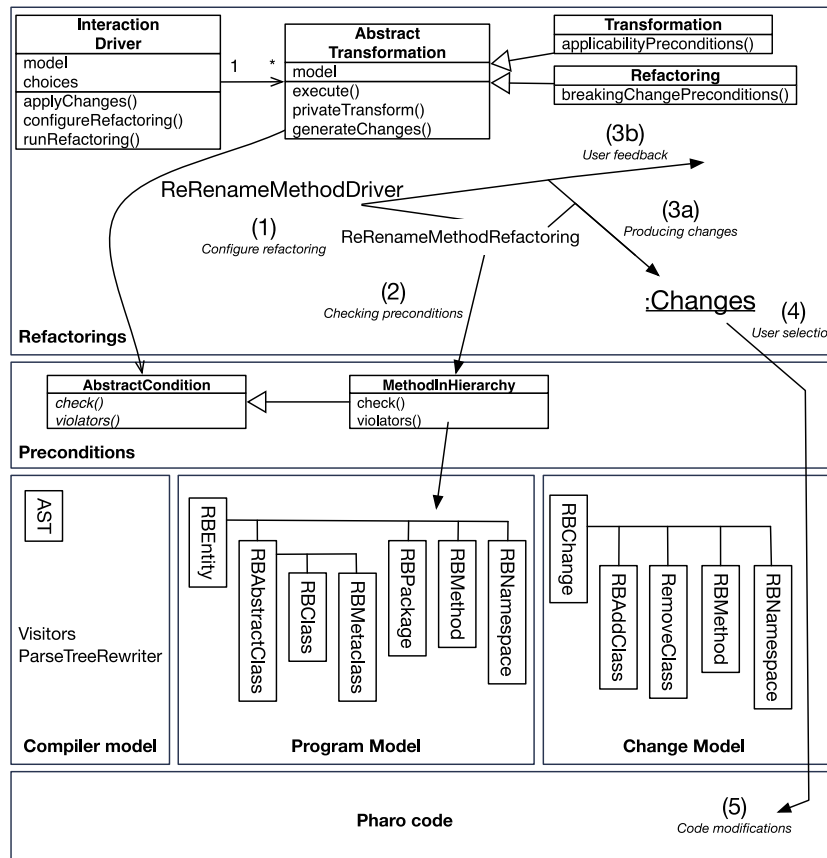 Interaction
Driver
model
choices
applyChanges()
configureRefactoring()
runRefactoring()
1
*
Abstract
Transformation
model
execute()
privateTransform()
generateChanges()
Transformation
applicabilityPreconditions()
Refactoring
breakingChangePreconditions()
(3b)
User feedback
ReRenameMethodDriver
(1)
Configure refactoring
ReRenameMethodRefactoring
(3a)
Producing changes
(2)
Checking preconditions
:Changes
(4)
User selectio
Refactorings
AbstractCondition
check()
violators()
MethodInHierarchy
check()
violators()
Preconditions
AST
Visitors
ParseTreeRewriter
Compiler model
RBEntity
RBAbstractClass
RBClass
RBMetaclass
RBPackage
RBMethod
RBNamespace
Program Model
RBChange
RBAddClass
RemoveClass
RBMethod
RBNamespace
Change Model
Pharo code
(5)
Code modifications